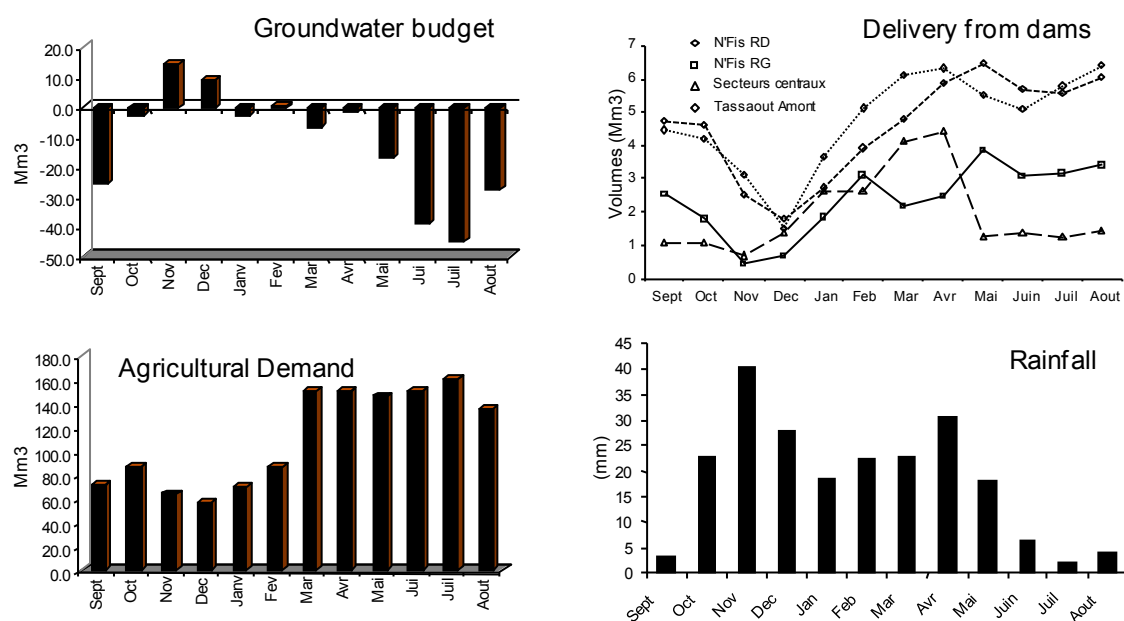 Groundwater budget
Mm3
20.0
10.0
0.0
-10.0
-20.0
-30.0
-40.0
-50.0
Sept Oct Nov Dec Janv Fev Mar Avr Mai Jui Juil Aout
Delivery from dams
Volumes (Mm3)
7
6
5
4
3
2
1
0
N'Fis RD
N'Fis RG
Secteurs centraux
Tassaout Amont
Sept Oct Nov Dec Jan Feb Mar Avr Mai Juin Juil Aout
Agricultural Demand
Mm3
180.0
160.0
140.0
120.0
100.0
80.0
60.0
40.0
20.0
0.0
Sept Oct Nov Dec Janv Fev Mar Avr Mai Jui Juil Aout
Rainfall
(mm)
45
40
35
30
25
20
15
10
5
0
Sept Oct Nov Dec Jan Feb Mar Avr Mai Juin Juil Aout